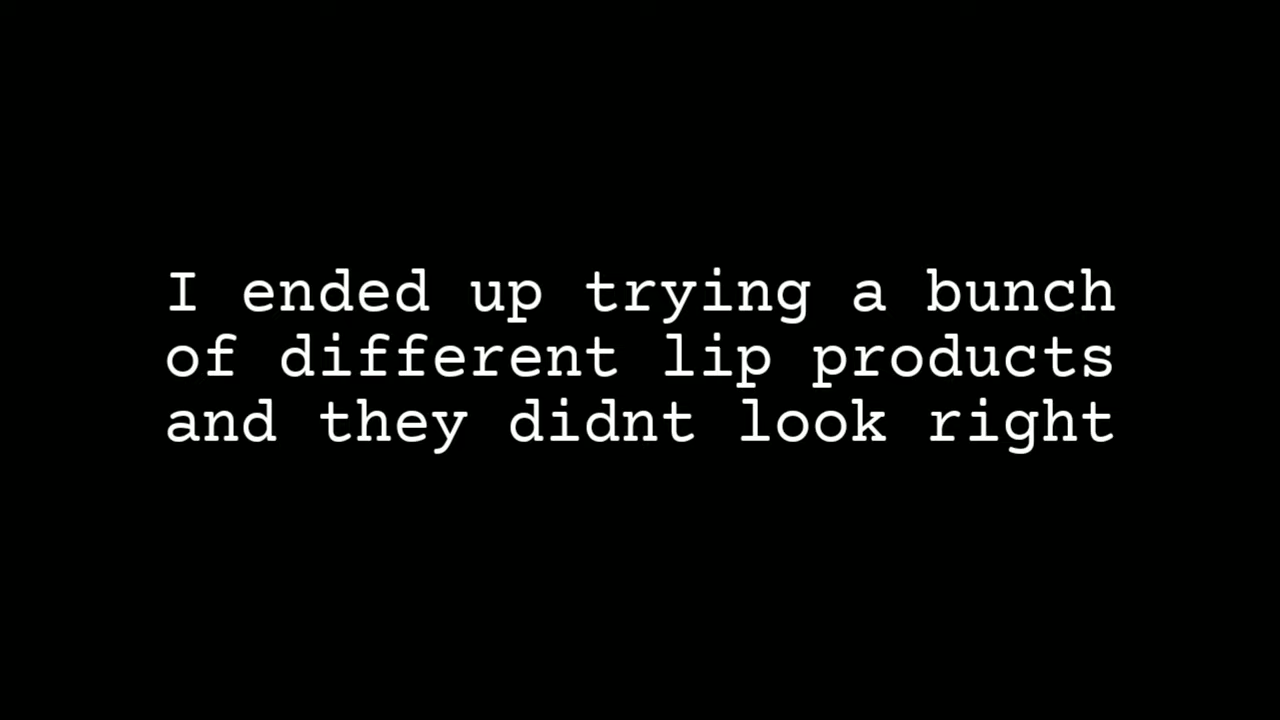 I ended up trying a bunch
of different lip products
and they didnt look right